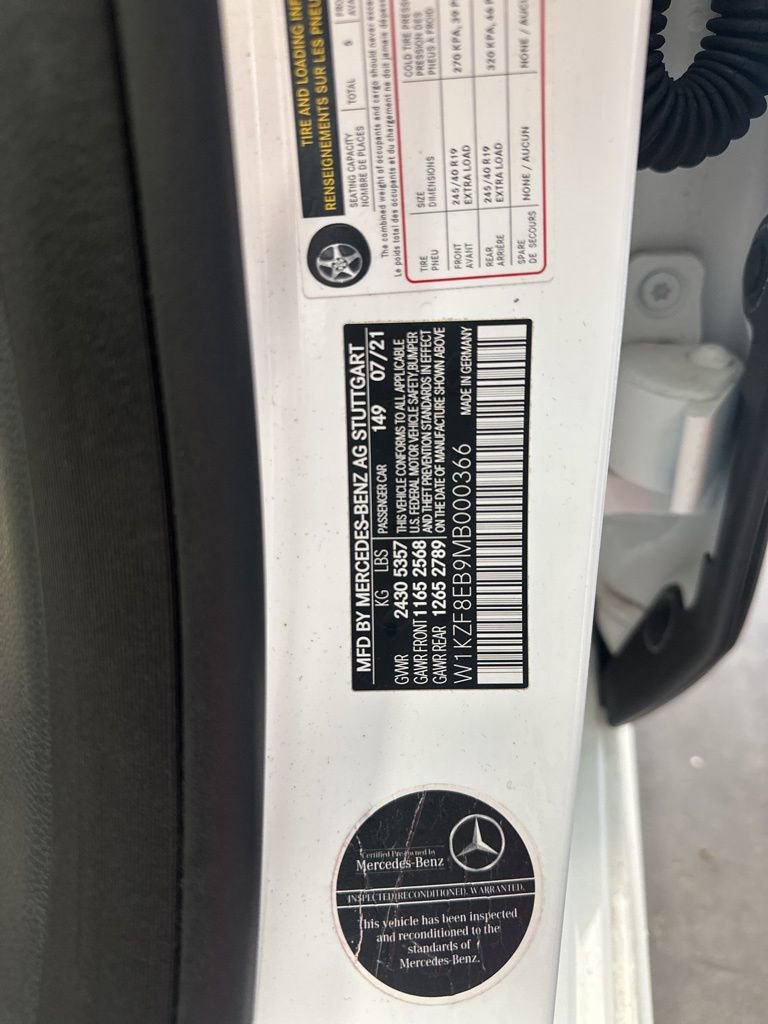 TIRE AND LOADING INF
RENSEIGNEMENTS SUR LES PNEU
SEATING CAPACITY
NOMBRE DE PLACES
TOTAL 5
The combined weight of occupants and cargo should never
Le poids total des occupants et du chargement ne doit jamais
TIRE SIZE COLD TIRE
PNEU DIMENSIONS PRESSION DES
PNEUS À FROID
FRONT 245/40 R19 270 KPA, 39 P
AVANT EXTRA LOAD
REAR 245/40 R19 320 KPA, 46 P
ARRIÈRE EXTRA LOAD
SPARE NONE / AUCUN NONE / AUC
DE SECOURS
MFD BY MERCEDES-BENZ AG STUTTGART
KG LBS PASSENGER CAR 149 07/21
GVWR 2430 5357 THIS VEHICLE CONFORMS TO ALL APPLICABLE
GAWR FRONT 1165 2568 U.S. FEDERAL MOTOR VEHICLE SAFETY,BUMPER
AND THEFT PREVENTION STANDARDS IN EFFECT
GAWR REAR 1265 2789 ON THE DATE OF MANUFACTURE SHOWN ABOVE
W1KZF8EB9MB000366 MADE IN GERMANY
Certified Pre-owned by
Mercedes-Benz
INSPECTED. RECONDITIONED. WARRANTED.
This vehicle has been inspected
and reconditioned to the
standards of
Mercedes-Benz.